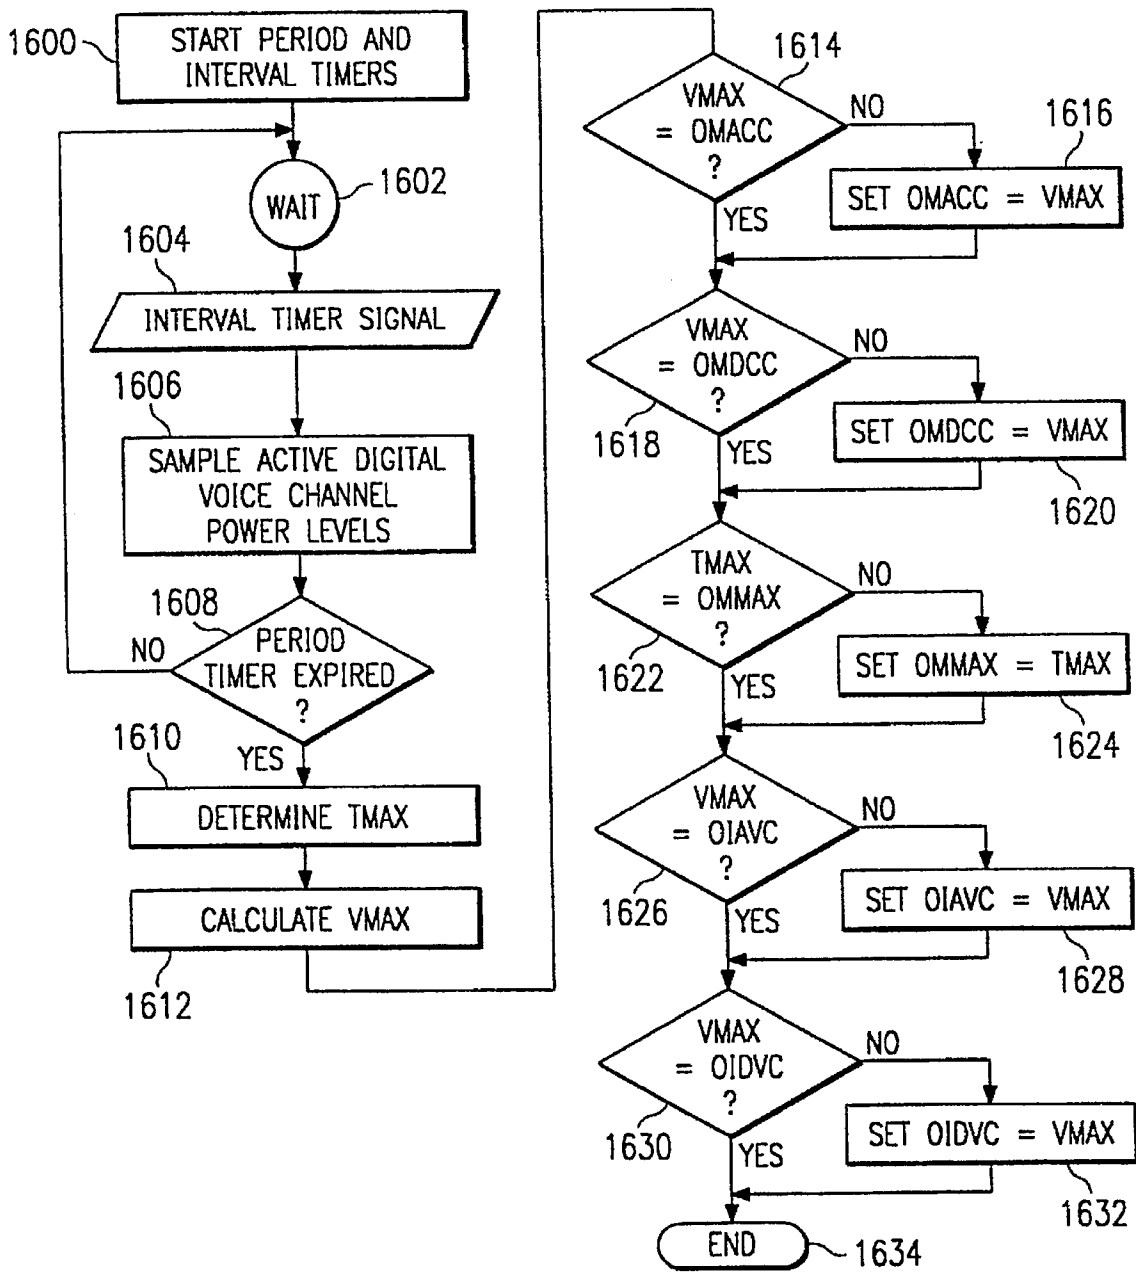 1600
START PERIOD AND
INTERVAL TIMERS
WAIT
1602
1604
INTERVAL TIMER SIGNAL
1606
SAMPLE ACTIVE DIGITAL
VOICE CHANNEL
POWER LEVELS
1608
PERIOD
TIMER EXPIRED
?
NO
YES
1610
DETERMINE TMAX
CALCULATE VMAX
1612
1614
VMAX
= OMACC
?
NO
YES
1616
SET OMACC = VMAX
VMAX
= OMDCC
?
NO
1618
YES
SET OMDCC = VMAX
1620
TMAX
= OMMAX
?
NO
1622
YES
SET OMMAX = TMAX
1624
VMAX
= OIAVC
?
NO
1626
YES
SET OIAVC = VMAX
1628
VMAX
= OIDVC
?
NO
1630
YES
SET OIDVC = VMAX
1632
END
1634